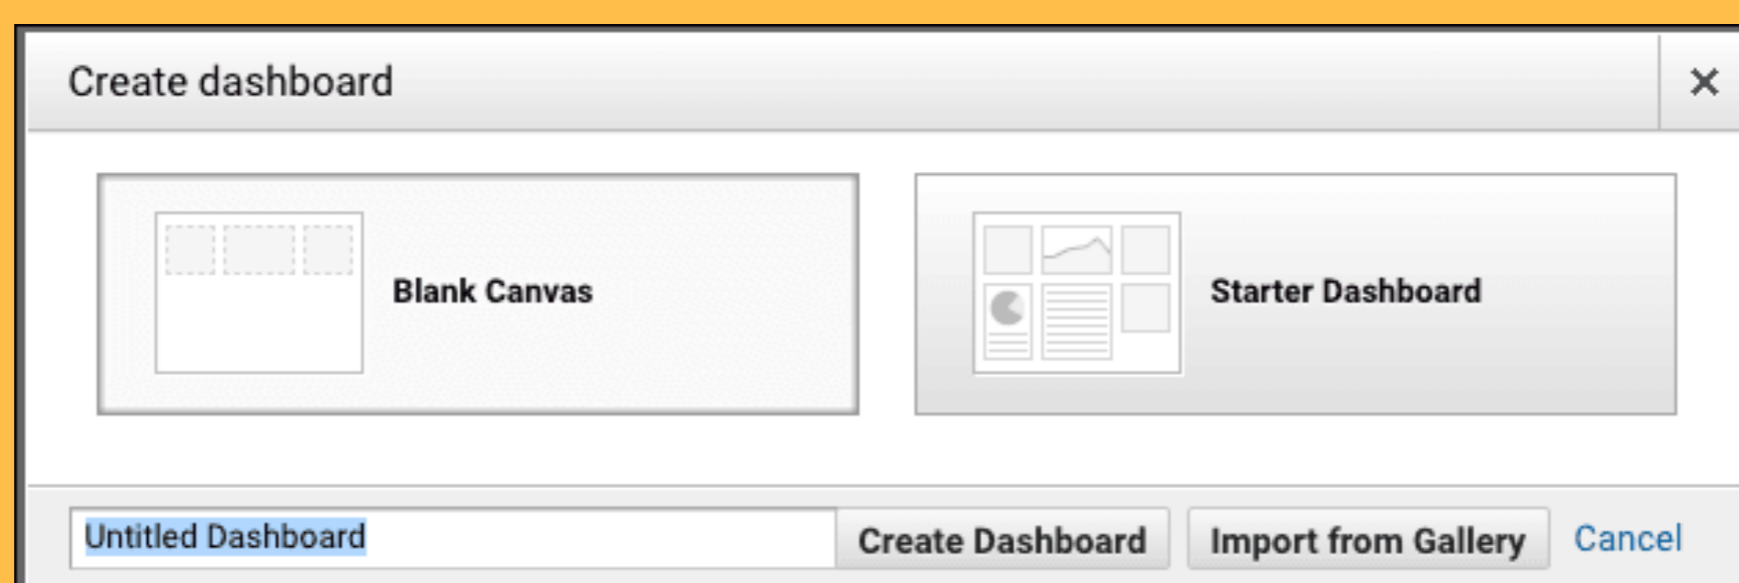 Create dashboard
Blank Canvas
Starter Dashboard
Untitled Dashboard
Create Dashboard
Import from Gallery
Cancel